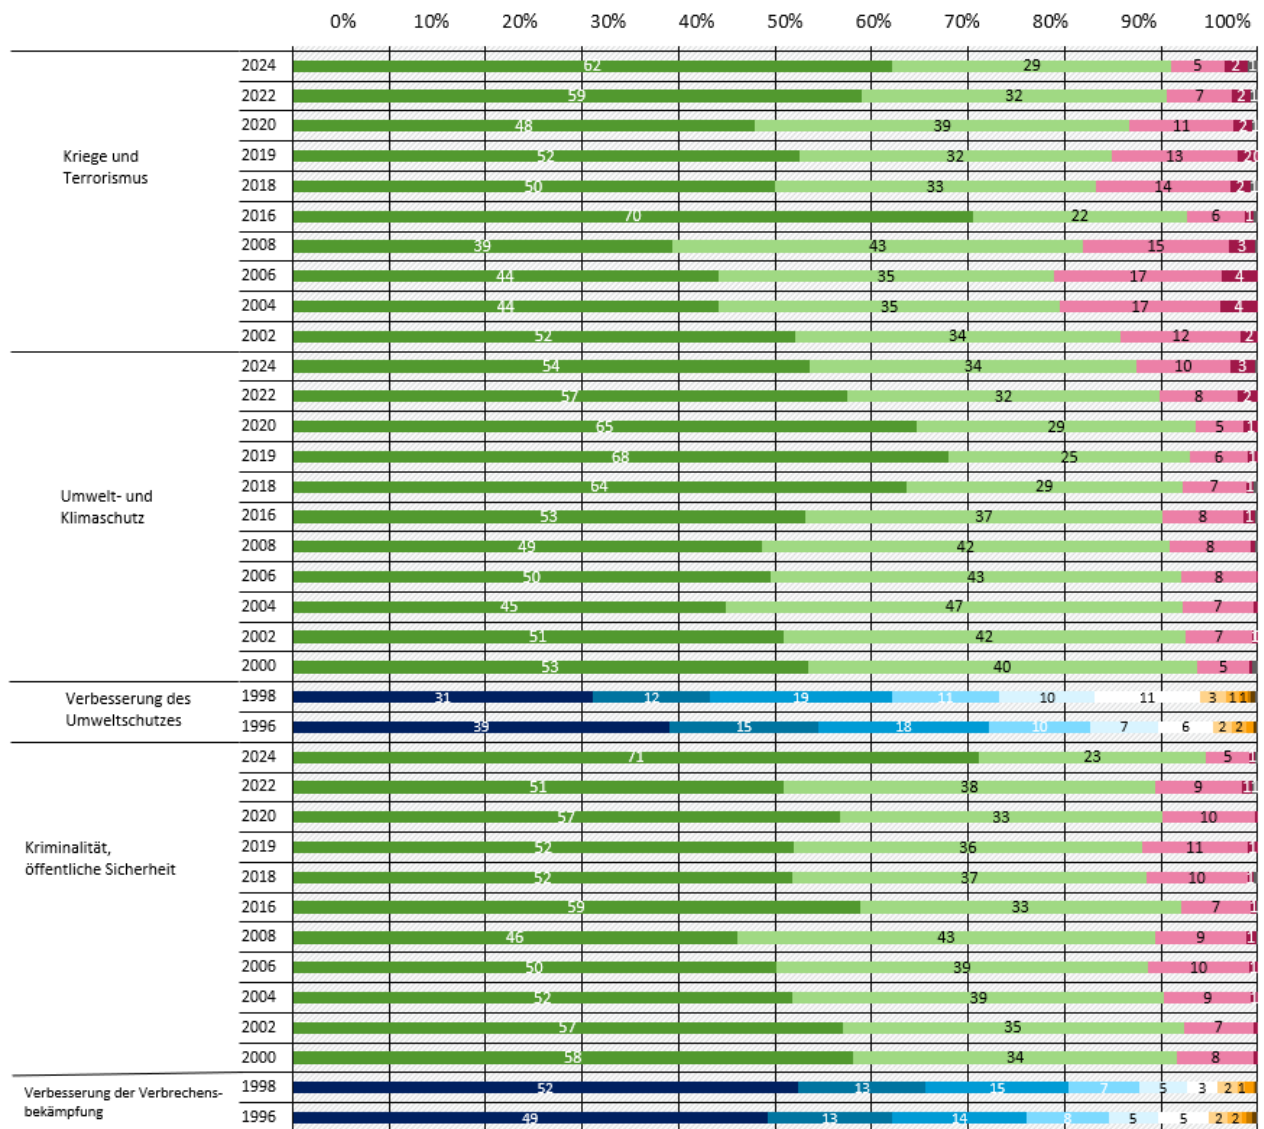 0% 10% 20% 30% 40% 50% 60% 70% 80% 90% 100%
Kriege und
Terrorismus
2024 62 29 5 2 1
2022 59 32 7 2 1
2020 48 39 11 2 1
2019 52 32 13 2 0
2018 50 33 14 2 1
2016 70 22 6 1
2008 39 43 15 3
2006 44 35 17 4
2004 44 35 17 4
2002 52 34 12 2
Umwelt- und
Klimaschutz
2024 54 34 10 3
2022 57 32 8 2
2020 65 29 5 1
2019 68 25 6 1
2018 64 29 7 1
2016 53 37 8 1
2008 49 42 8
2006 50 43 8
2004 45 47 7
2002 51 42 7 1
2000 53 40 5
Verbesserung des
Umweltschutzes
1998 31 12 19 11 10 11 3 1 1
1996 39 15 18 10 7 6 2 2
Kriminalität,
öffentliche Sicherheit
2024 71 23 5 1
2022 51 38 9 1 1
2020 57 33 10
2019 52 36 11 1
2018 52 37 10 1
2016 59 33 7 1
2008 46 43 9 1
2006 50 39 10 1
2004 52 39 9 1
2002 57 35 7
2000 58 34 8
Verbesserung der Verbrechens-
bekämpfung
1998 52 13 15 7 5 3 2 1
1996 49 13 14 8 5 5 2 2